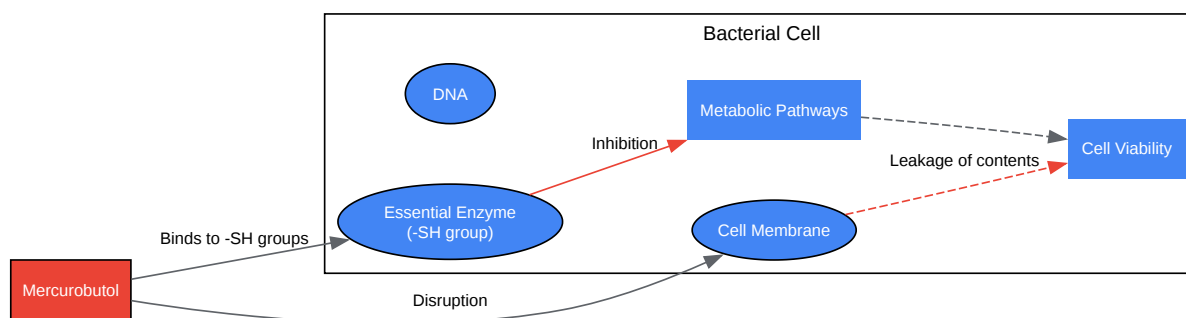 Bacterial Cell
DNA
Metabolic Pathways
Inhibition
Cell Viability
Leakage of contents
Essential Enzyme
(-SH group)
Cell Membrane
Binds to -SH groups
Mercurobutol
Disruption